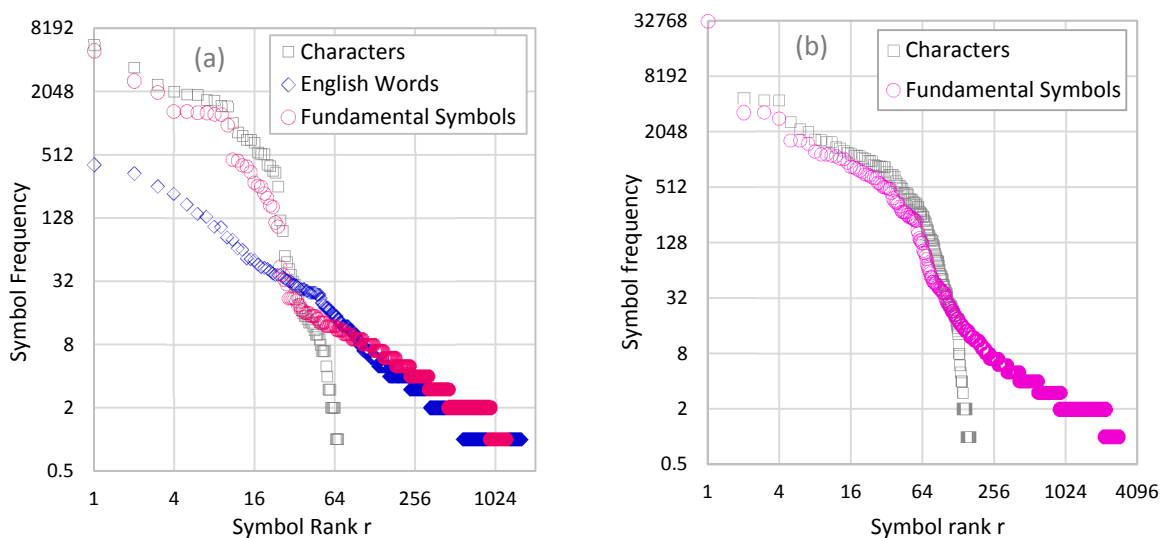 8192
2048
512
128
32
8
2
0.5
1
4
16
64
256
1024
Symbol Frequency
Symbol Rank r
(a)
Characters
English Words
Fundamental Symbols
32768
8192
2048
512
128
32
8
2
0.5
1
4
16
64
256
1024
4096
Symbol frequency
Symbol rank r
(b)
Characters
Fundamental Symbols